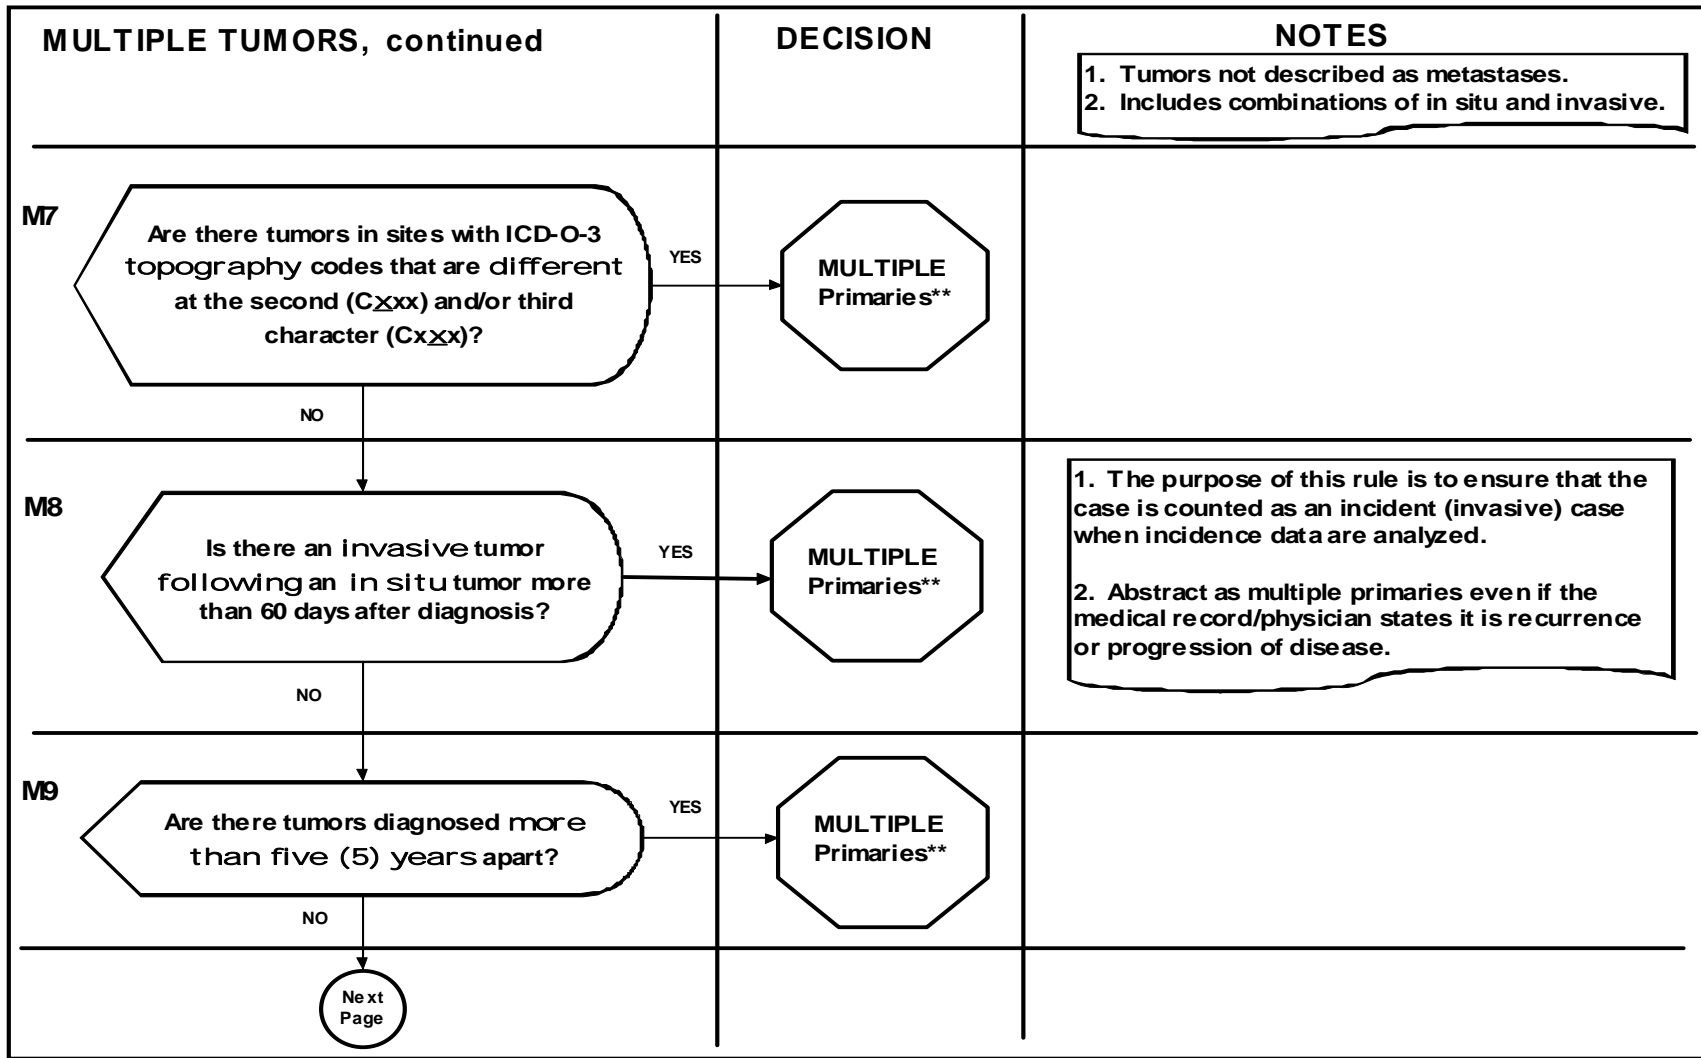 MULTIPLE TUMORS, continued
DECISION
NOTES
1. Tumors not described as metastases.
2. Includes combinations of in situ and invasive.
M7
Are there tumors in sites with ICD-O-3
topography codes that are different
at the second (Cxxx) and/or third
character (Cxxx)?
YES
MULTIPLE
Primaries**
NO
M8
Is there an invasive tumor
following an in situ tumor more
than 60 days after diagnosis?
YES
MULTIPLE
Primaries**
1. The purpose of this rule is to ensure that the
case is counted as an incident (invasive) case
when incidence data are analyzed.
2. Abstract as multiple primaries even if the
medical record/physician states it is recurrence
or progression of disease.
NO
M9
Are there tumors diagnosed more
than five (5) years apart?
YES
MULTIPLE
Primaries**
NO
Next
Page